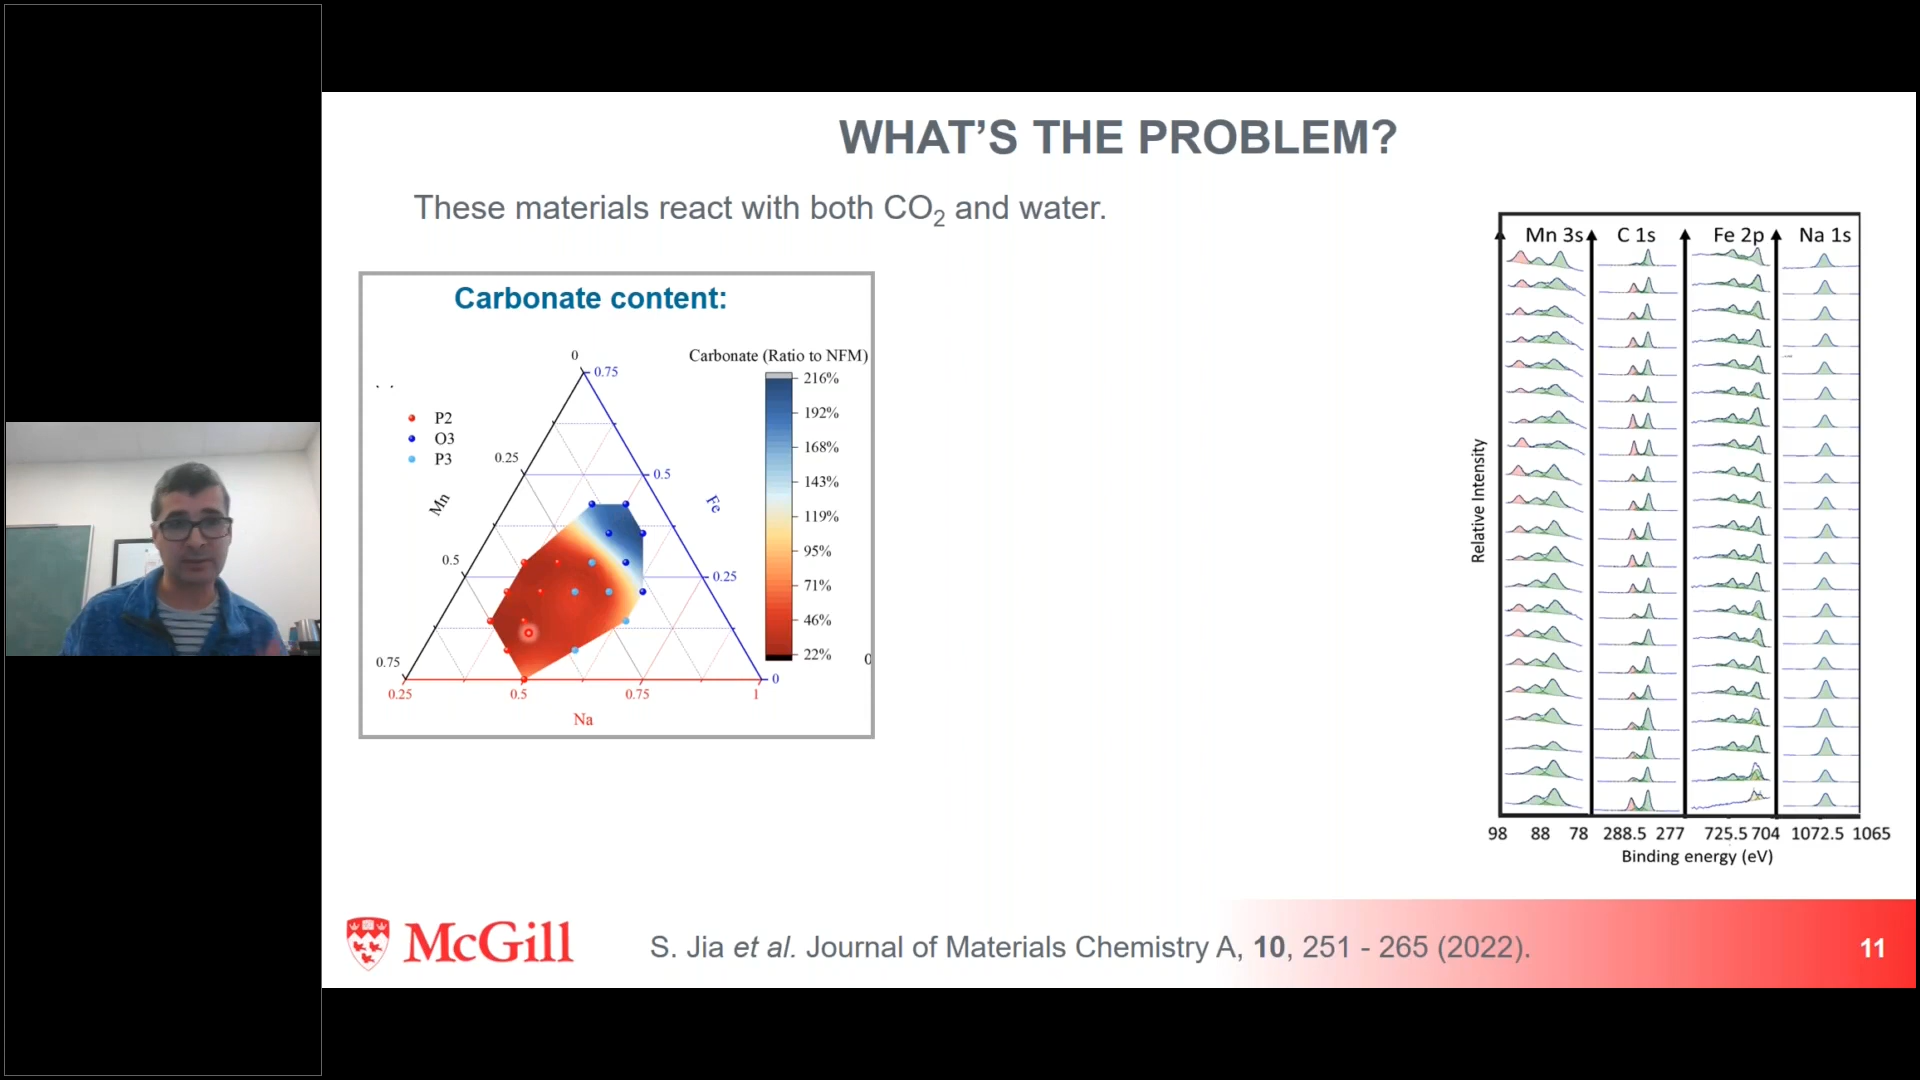 WHAT'S THE PROBLEM?
These materials react with both CO₂ and water.
Carbonate content:
Carbonate (Ratio to NFM)
216%
192%
168%
143%
119%
95%
71%
46%
22%
0
P2
O3
P3
0
0.25
0.5
0.75
Mn
0.75
0.5
0.25
0
Fe
0.25
0.5
0.75
1
Na
Mn 3s
C 1s
Fe 2p
Na 1s
Relative Intensity
98 88 78 288.5 277 725.5 704 1072.5 1065
Binding energy (eV)
McGill
S. Jia et al. Journal of Materials Chemistry A, 10, 251 - 265 (2022).
11